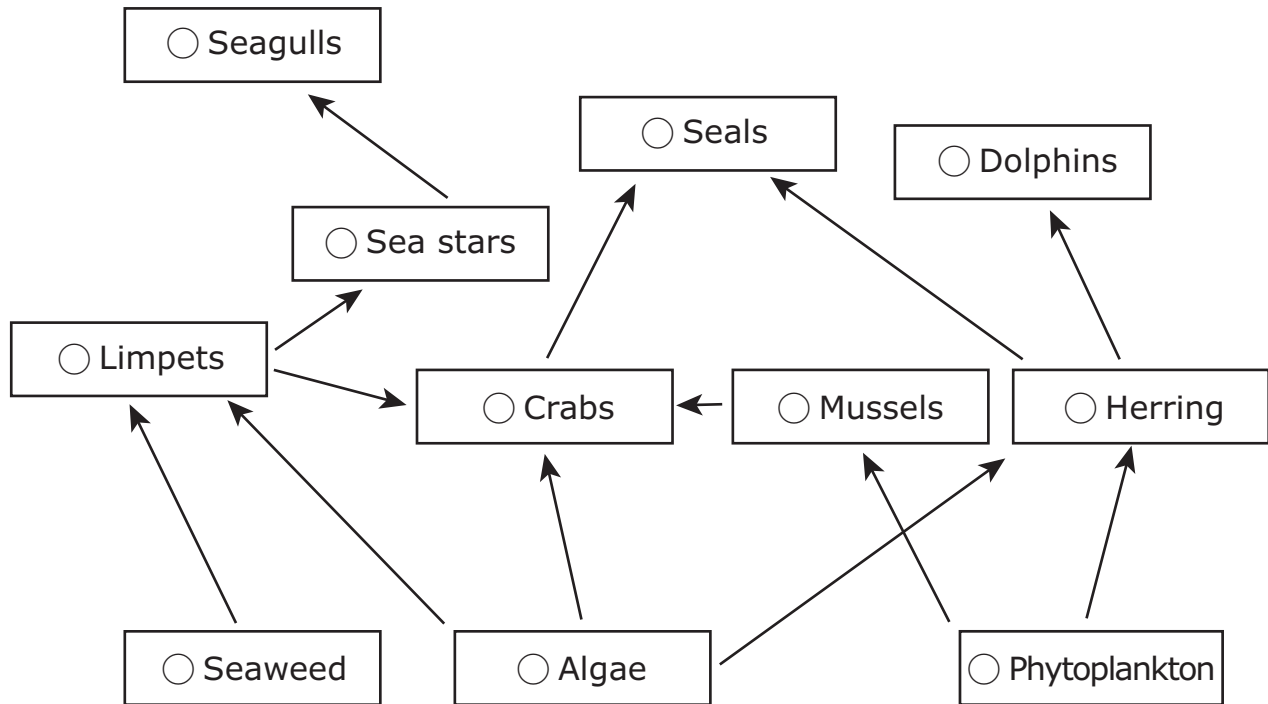 Seagulls
Seals
Dolphins
Sea stars
Limpets
Crabs
Mussels
Herring
Seaweed
Algae
Phytoplankton